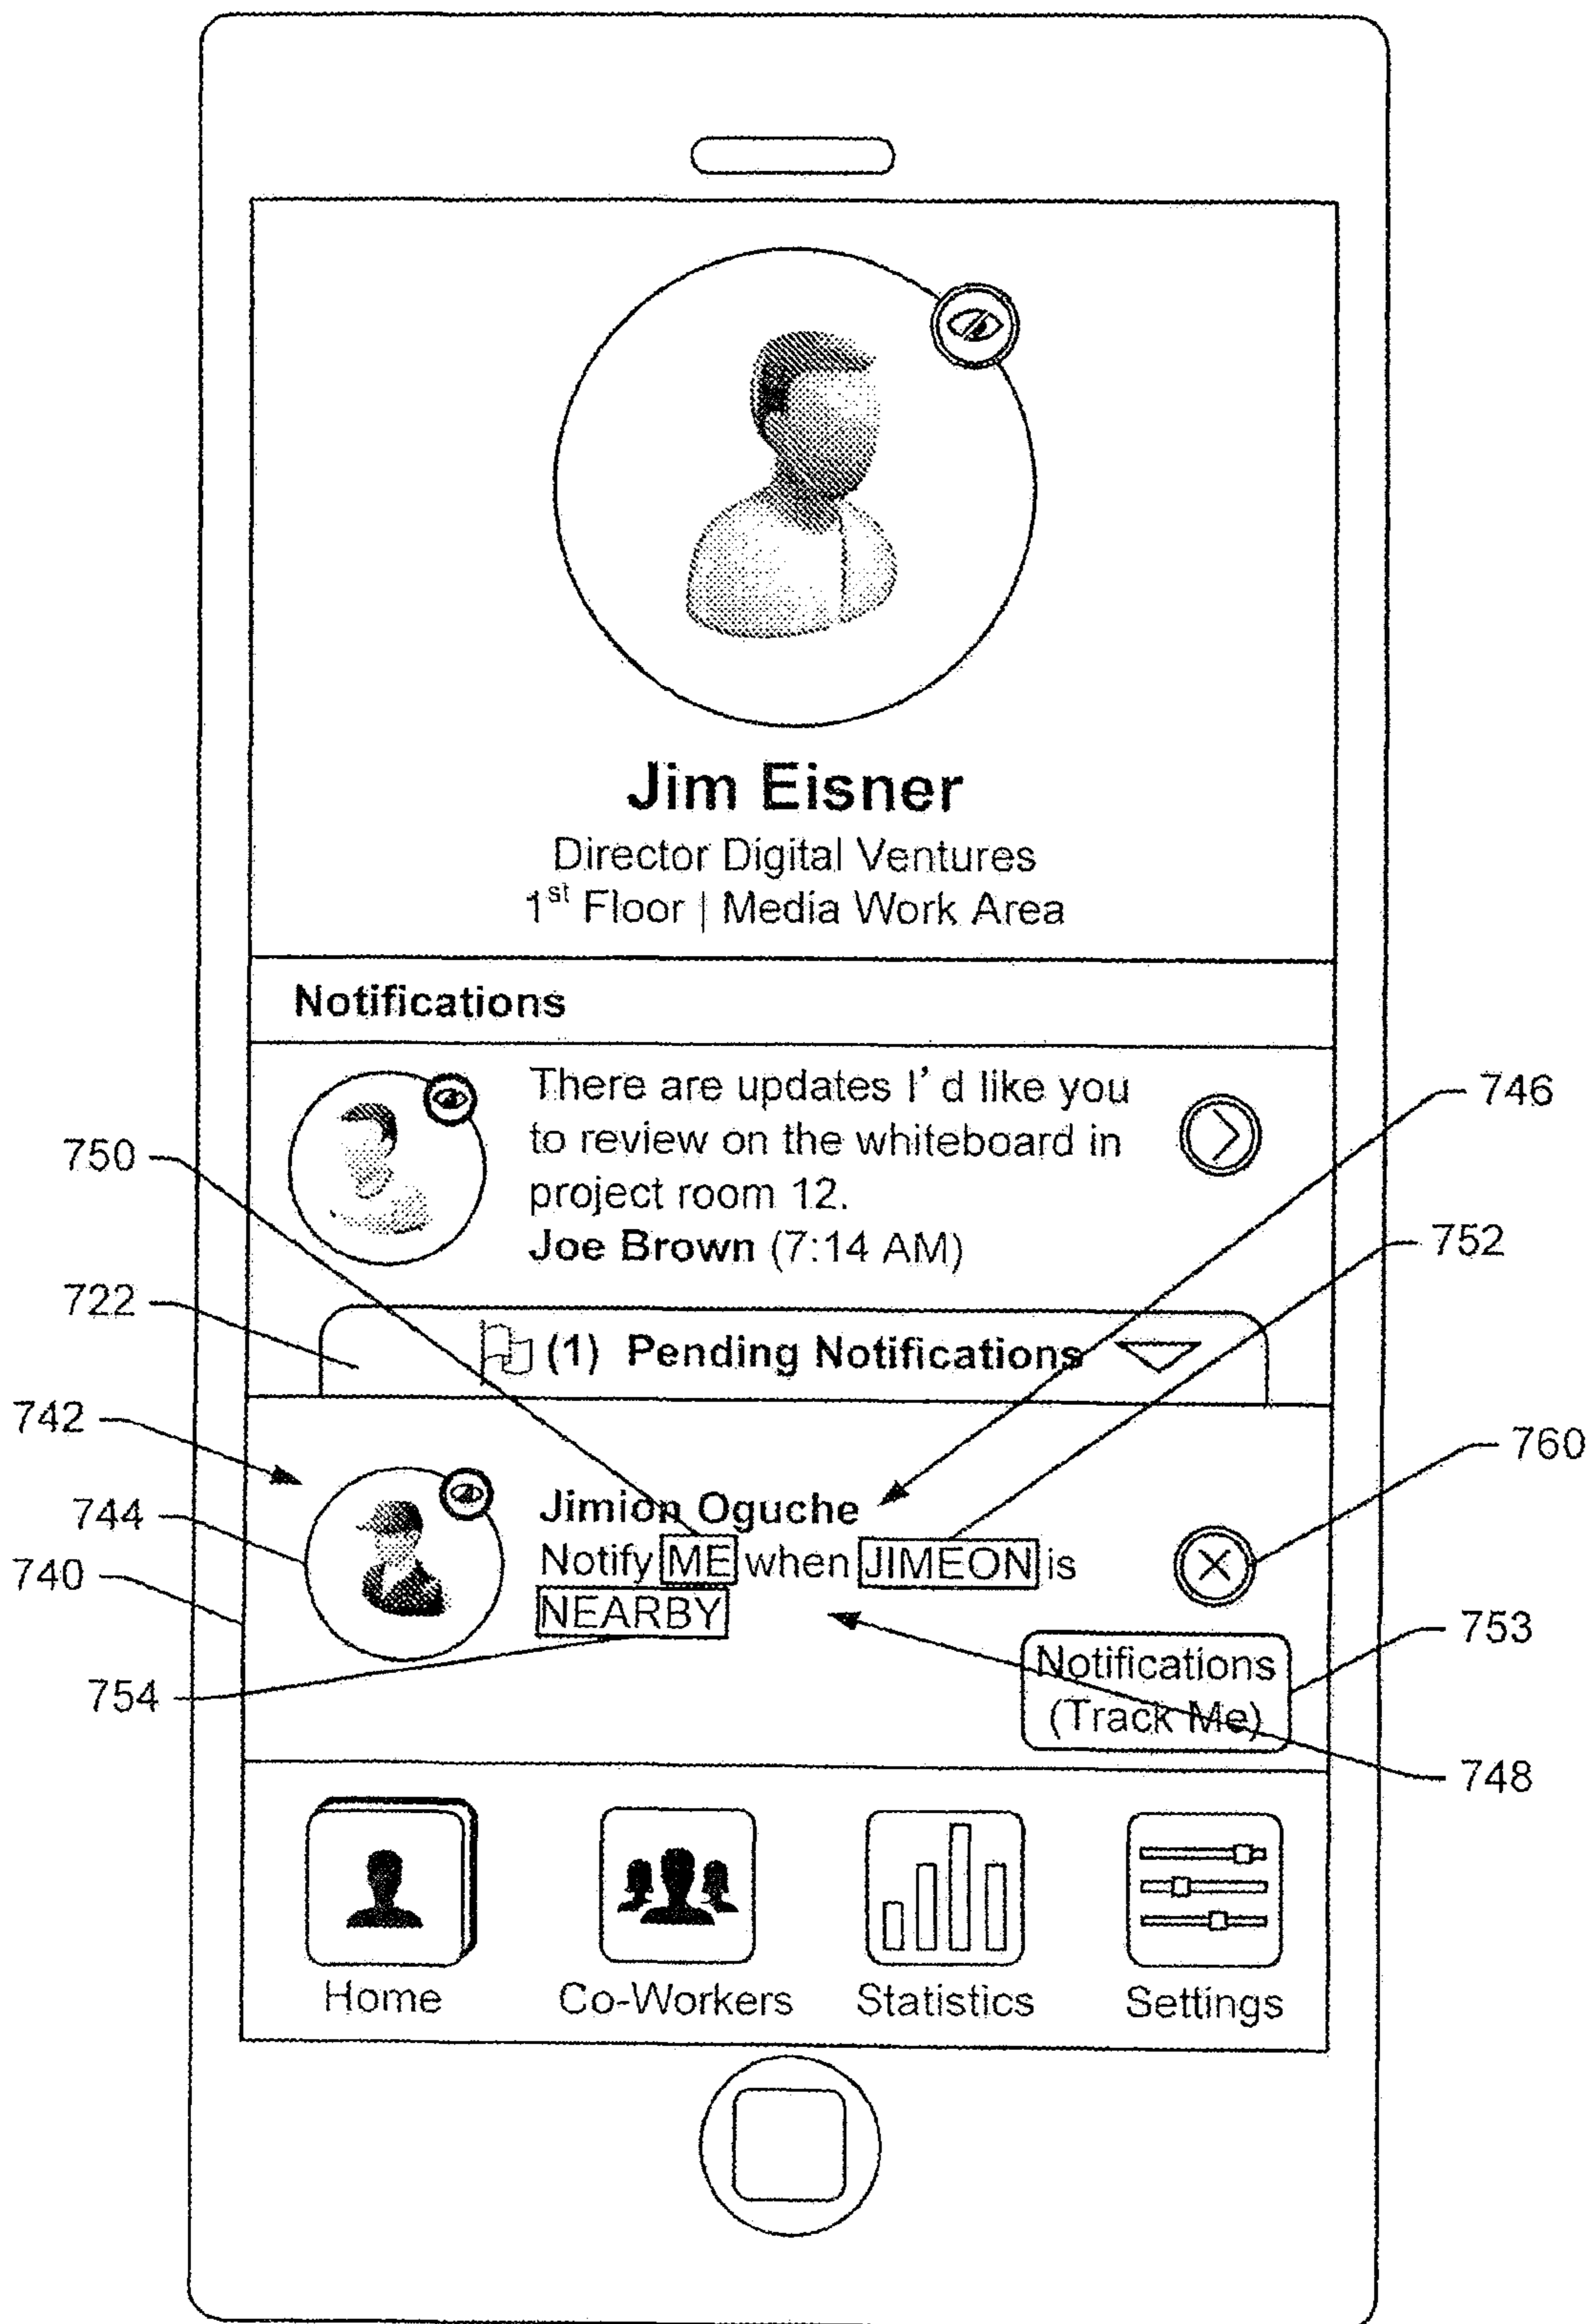 Jim Eisner
Director Digital Ventures
1st Floor | Media Work Area
Notifications
There are updates I' d like you
to review on the whiteboard in
project room 12.
Joe Brown (7:14 AM)
746
750
752
722
(1) Pending Notifications
742
760
Jimion Oguche
744
Notify ME when JIMEON is
740
NEARBY
753
Notifications
754
(Track Me)
748
Home
Co-Workers
Statistics
Settings